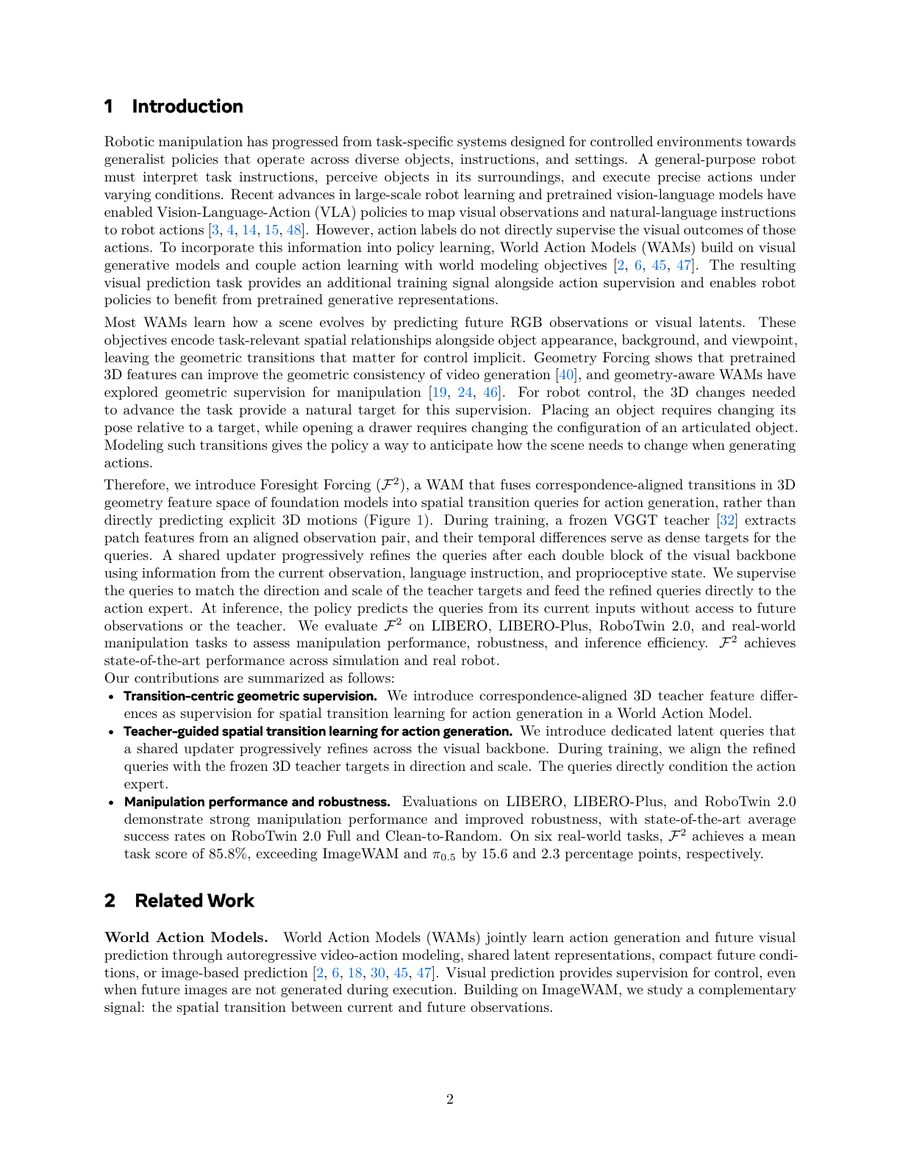 1 Introduction
Robotic manipulation has progressed from task-specific systems designed for controlled environments towards
generalist policies that operate across diverse objects, instructions, and settings. A general-purpose robot
must interpret task instructions, perceive objects in its surroundings, and execute precise actions under
varying conditions. Recent advances in large-scale robot learning and pretrained vision-language models have
enabled Vision-Language-Action (VLA) policies to map visual observations and natural-language instructions
to robot actions [3, 4, 14, 15, 48]. However, action labels do not directly supervise the visual outcomes of those
actions. To incorporate this information into policy learning, World Action Models (WAMs) build on visual
generative models and couple action learning with world modeling objectives [2, 6, 45, 47]. The resulting
visual prediction task provides an additional training signal alongside action supervision and enables robot
policies to benefit from pretrained generative representations.
Most WAMs learn how a scene evolves by predicting future RGB observations or visual latents. These
objectives encode task-relevant spatial relationships alongside object appearance, background, and viewpoint,
leaving the geometric transitions that matter for control implicit. Geometry Forcing shows that pretrained
3D features can improve the geometric consistency of video generation [40], and geometry-aware WAMs have
explored geometric supervision for manipulation [19, 24, 46]. For robot control, the 3D changes needed
to advance the task provide a natural target for this supervision. Placing an object requires changing its
pose relative to a target, while opening a drawer requires changing the configuration of an articulated object.
Modeling such transitions gives the policy a way to anticipate how the scene needs to change when generating
actions.
Therefore, we introduce Foresight Forcing (F²), a WAM that fuses correspondence-aligned transitions in 3D
geometry feature space of foundation models into spatial transition queries for action generation, rather than
directly predicting explicit 3D motions (Figure 1). During training, a frozen VGGT teacher [32] extracts
patch features from an aligned observation pair, and their temporal differences serve as dense targets for the
queries. A shared updater progressively refines the queries after each double block of the visual backbone
using information from the current observation, language instruction, and proprioceptive state. We supervise
the queries to match the direction and scale of the teacher targets and feed the refined queries directly to the
action expert. At inference, the policy predicts the queries from its current inputs without access to future
observations or the teacher. We evaluate F² on LIBERO, LIBERO-Plus, RoboTwin 2.0, and real-world
manipulation tasks to assess manipulation performance, robustness, and inference efficiency. F² achieves
state-of-the-art performance across simulation and real robot.
Our contributions are summarized as follows:
• Transition-centric geometric supervision. We introduce correspondence-aligned 3D teacher feature differ-
ences as supervision for spatial transition learning for action generation in a World Action Model.
• Teacher-guided spatial transition learning for action generation. We introduce dedicated latent queries that
a shared updater progressively refines across the visual backbone. During training, we align the refined
queries with the frozen 3D teacher targets in direction and scale. The queries directly condition the action
expert.
• Manipulation performance and robustness. Evaluations on LIBERO, LIBERO-Plus, and RoboTwin 2.0
demonstrate strong manipulation performance and improved robustness, with state-of-the-art average
success rates on RoboTwin 2.0 Full and Clean-to-Random. On six real-world tasks, F² achieves a mean
task score of 85.8%, exceeding ImageWAM and π0.5 by 15.6 and 2.3 percentage points, respectively.
2 Related Work
World Action Models. World Action Models (WAMs) jointly learn action generation and future visual
prediction through autoregressive video-action modeling, shared latent representations, compact future condi-
tions, or image-based prediction [2, 6, 18, 30, 45, 47]. Visual prediction provides supervision for control, even
when future images are not generated during execution. Building on ImageWAM, we study a complementary
signal: the spatial transition between current and future observations.
2